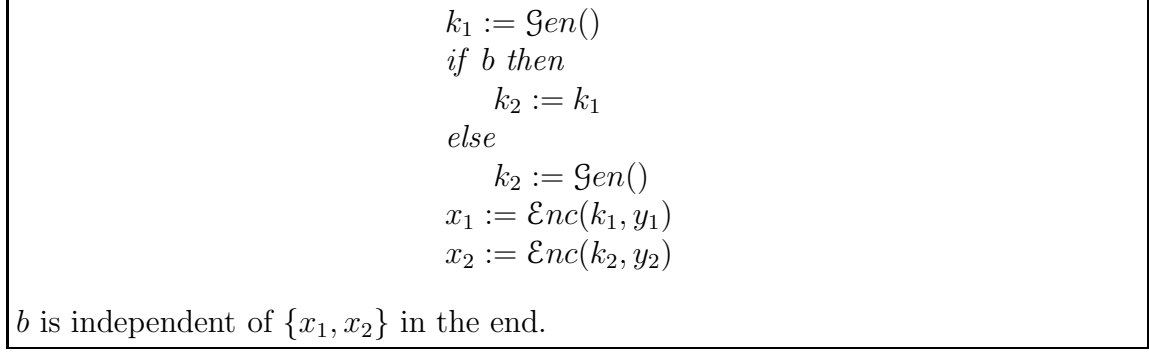 k₁ := 𝒢en()
if b then
k₂ := k₁
else
k₂ := 𝒢en()
x₁ := ℰnc(k₁, y₁)
x₂ := ℰnc(k₂, y₂)
b is independent of {x₁, x₂} in the end.